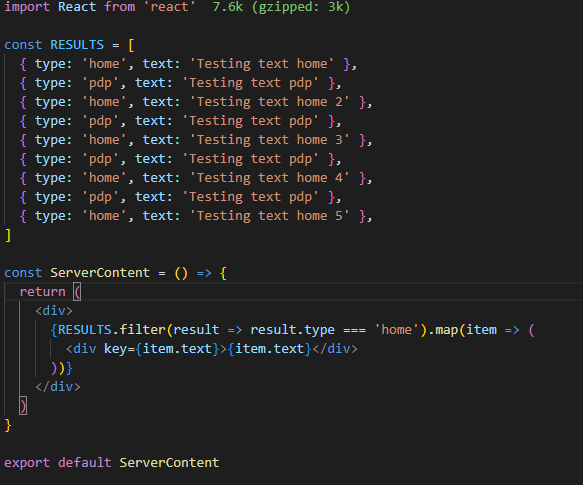 import React from 'react'  7.6k (gzipped: 3k)

const RESULTS = [
  { type: 'home', text: 'Testing text home' },
  { type: 'pdp', text: 'Testing text pdp' },
  { type: 'home', text: 'Testing text home 2' },
  { type: 'pdp', text: 'Testing text pdp' },
  { type: 'home', text: 'Testing text home 3' },
  { type: 'pdp', text: 'Testing text pdp' },
  { type: 'home', text: 'Testing text home 4' },
  { type: 'pdp', text: 'Testing text pdp' },
  { type: 'home', text: 'Testing text home 5' },
]

const ServerContent = () => {
  return (
    <div>
      {RESULTS.filter(result => result.type === 'home').map(item => (
        <div key={item.text}>{item.text}</div>
      ))}
    </div>
  )
}

export default ServerContent